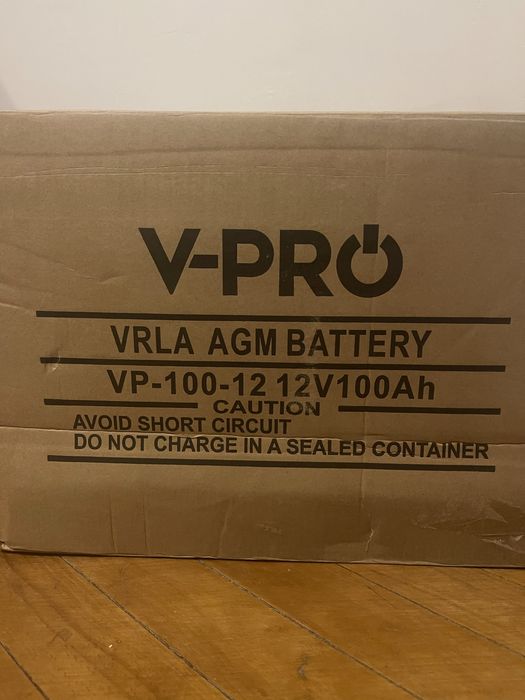 V-PRO
VRLA AGM BATTERY
VP-100-12 12V100Ah
CAUTION
AVOID SHORT CIRCUIT
DO NOT CHARGE IN A SEALED CONTAINER